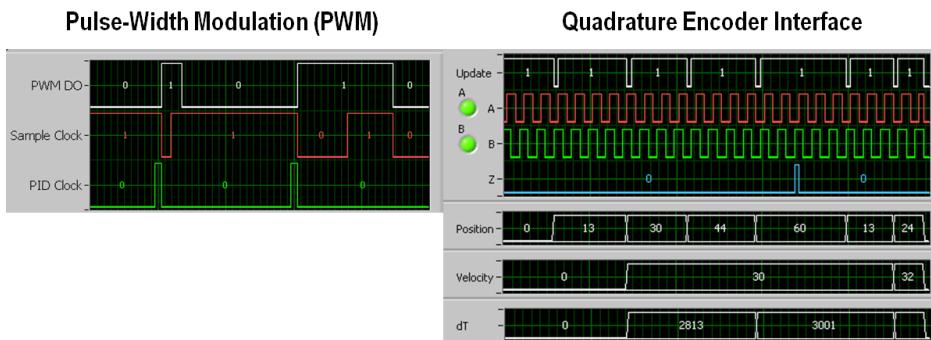 Pulse-Width Modulation (PWM)
Quadrature Encoder Interface
PWM DO 0 1 0 1 0
Sample Clock 1 1 0 1 0
PID Clock 0 0 0
Update 1 1 1 1 1 1 1
A A
B B
Z 0 0
Position 0 13 30 44 60 13 24
Velocity 0 30 32
dT 0 2813 3001